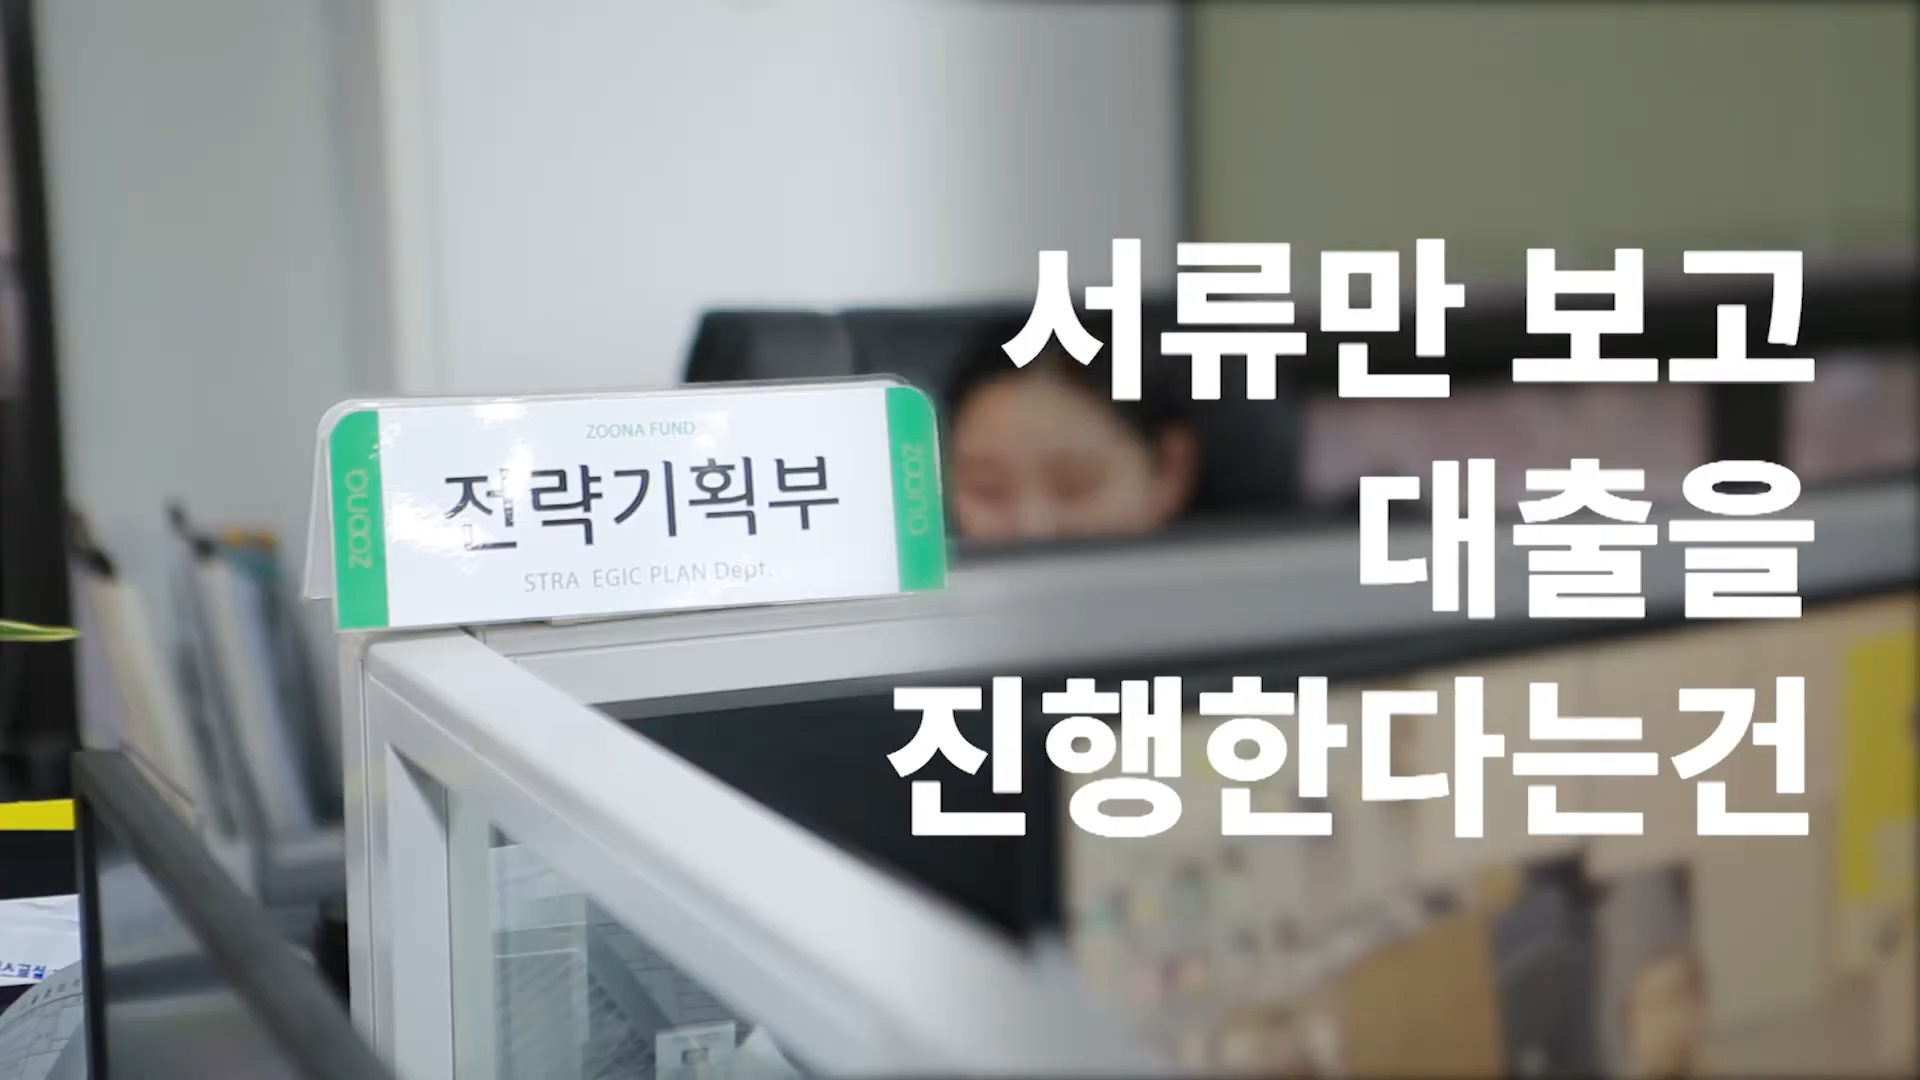 서류만 보고
대출을
진행한다는건
ZOONA FUND
전략기획부
STRA EGIC PLAN Dept.
zoona
zoona